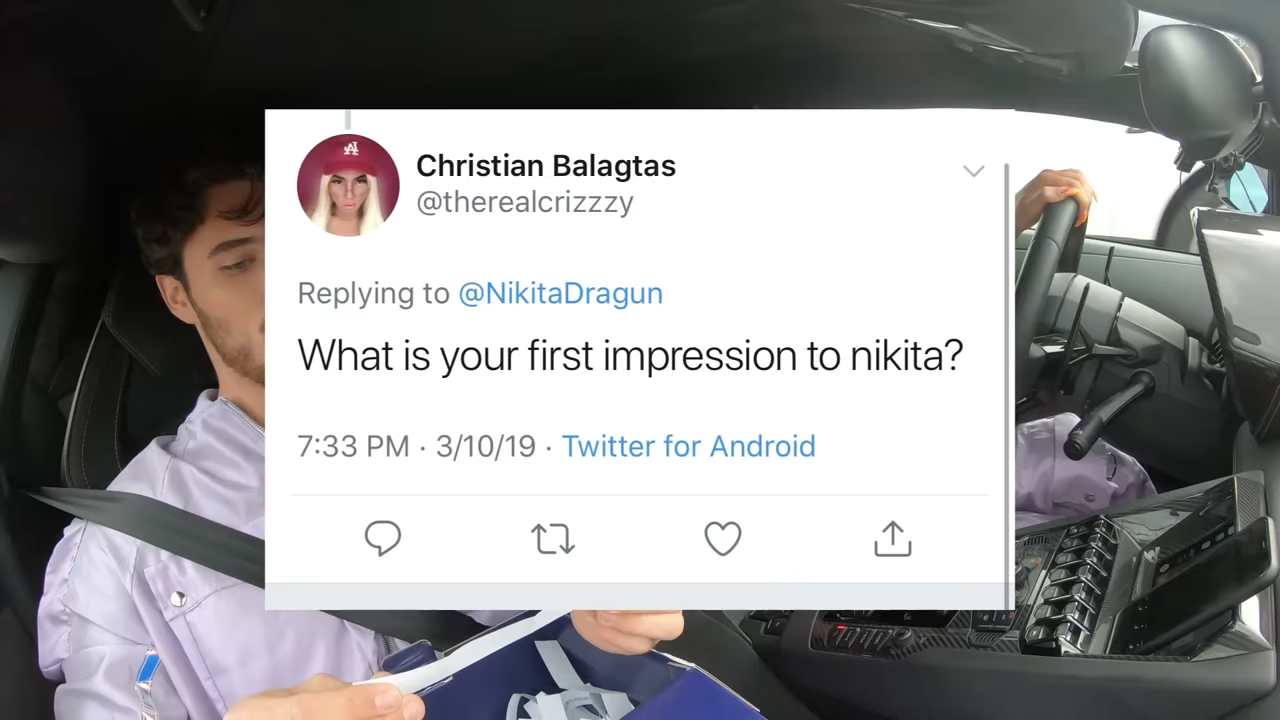 Christian Balagtas
@therealcrizzzy
Replying to @NikitaDragun
What is your first impression to nikita?
7:33 PM · 3/10/19 · Twitter for Android